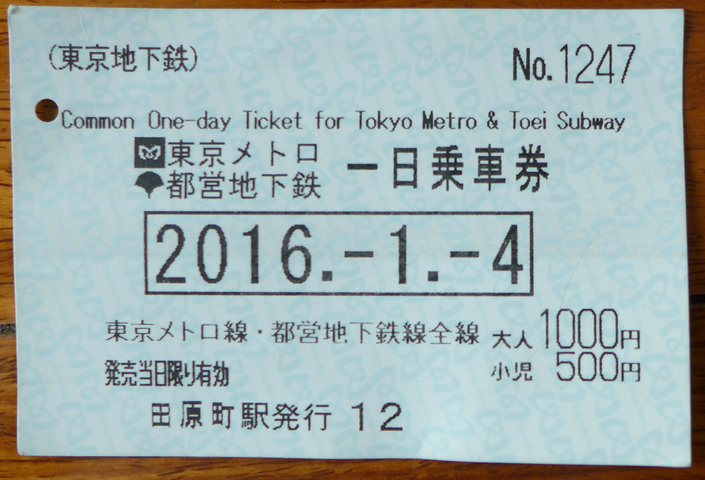 (東京地下鉄)
No.1247
Common One-day Ticket for Tokyo Metro & Toei Subway
東京メトロ
都営地下鉄
一日乗車券
2016.-1.-4
東京メトロ線・都営地下鉄線全線 大人1000円
発売当日限り有効 小児 500円
田原町駅発行 12